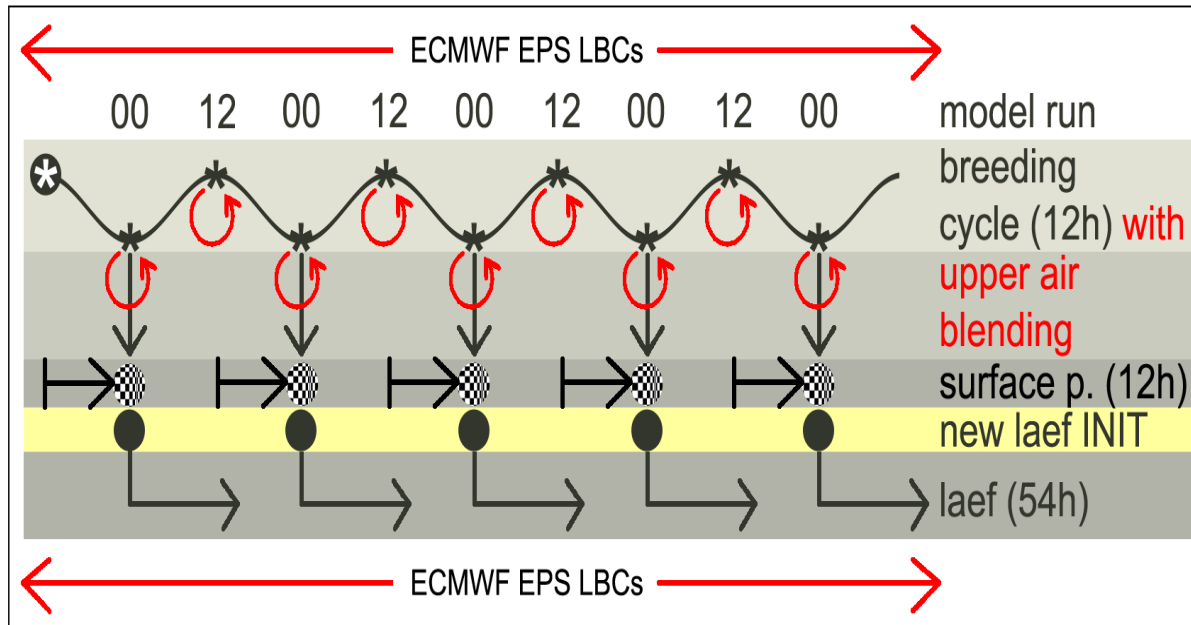 ECMWF EPS LBCs
00 12 00 12 00 12 00 12 00 model run
breeding
cycle (12h) with
upper air
blending
surface p. (12h)
new laef INIT
laef (54h)
ECMWF EPS LBCs